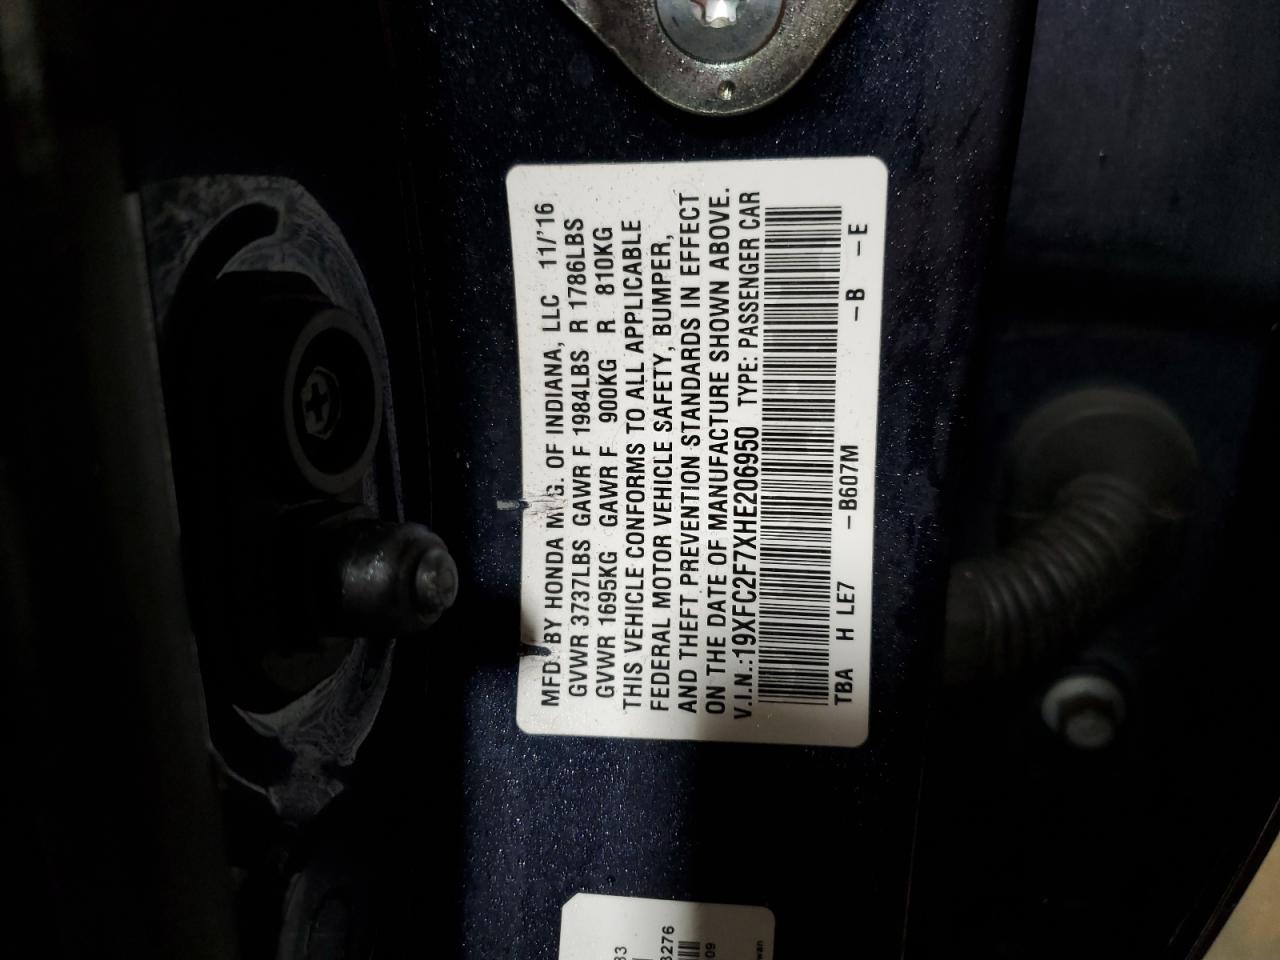 MFD. BY HONDA MFG. OF INDIANA, LLC 11/'16
GVWR 3737LBS GAWR F 1984LBS R 1786LBS
GVWR 1695KG GAWR F 900KG R 810KG
THIS VEHICLE CONFORMS TO ALL APPLICABLE
FEDERAL MOTOR VEHICLE SAFETY, BUMPER,
AND THEFT PREVENTION STANDARDS IN EFFECT
ON THE DATE OF MANUFACTURE SHOWN ABOVE.
V.I.N.:19XFC2F7XHE206950 TYPE: PASSENGER CAR
TBA H LE7 -B607M -B -E
3276
09